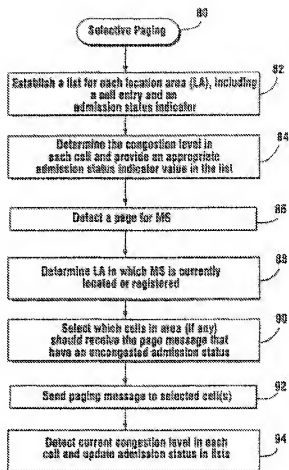 80
Selective Paging
82
Establish a list for each location area (LA), including
a cell entry and an
admission status indicator
84
Determine the congestion level in
each cell and provide an appropriate
admission status indicator value in the list
86
Detect a page for MS
88
Determine LA in which MS is currently
located or registered
90
Select which cells in area (if any)
should receive the page message that
have an uncongested admission status
92
Send paging message to selected cell(s)
94
Detect current congestion level in each
cell and update admission status in lists